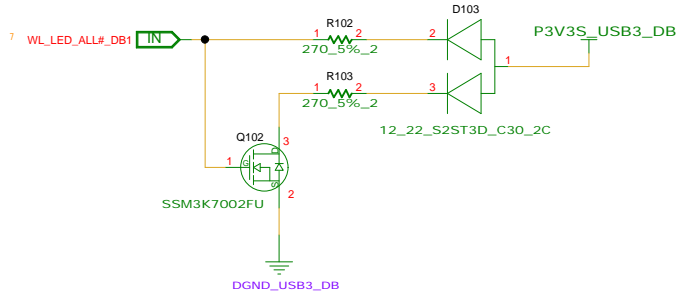 D103
R102
P3V3S_USB3_DB
7 WL_LED_ALL#_DB1 IN 1 2 2
270_5%_2
1
R103
1 2 3
270_5%_2
12_22_S2ST3D_C30_2C
Q102
3
D
1 G
S
2
SSM3K7002FU
DGND_USB3_DB